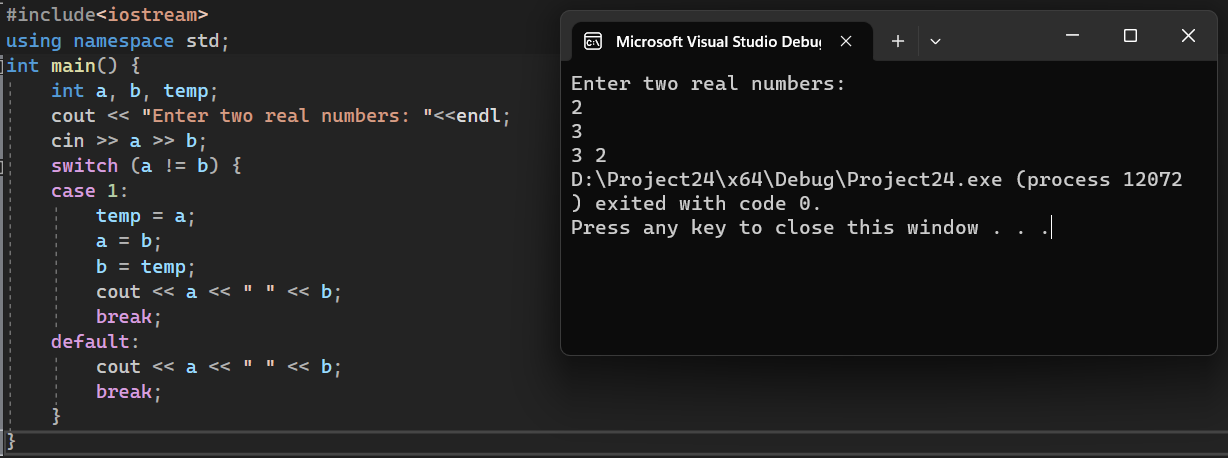 #include<iostream>
using namespace std;
int main() {
int a, b, temp;
cout << "Enter two real numbers: "<<endl;
cin >> a >> b;
switch (a != b) {
case 1:
temp = a;
a = b;
b = temp;
cout << a << " " << b;
break;
default:
cout << a << " " << b;
break;
}
}
C:\
Microsoft Visual Studio Debu
Enter two real numbers:
2
3
3 2
D:\Project24\x64\Debug\Project24.exe (process 12072
) exited with code 0.
Press any key to close this window . . .